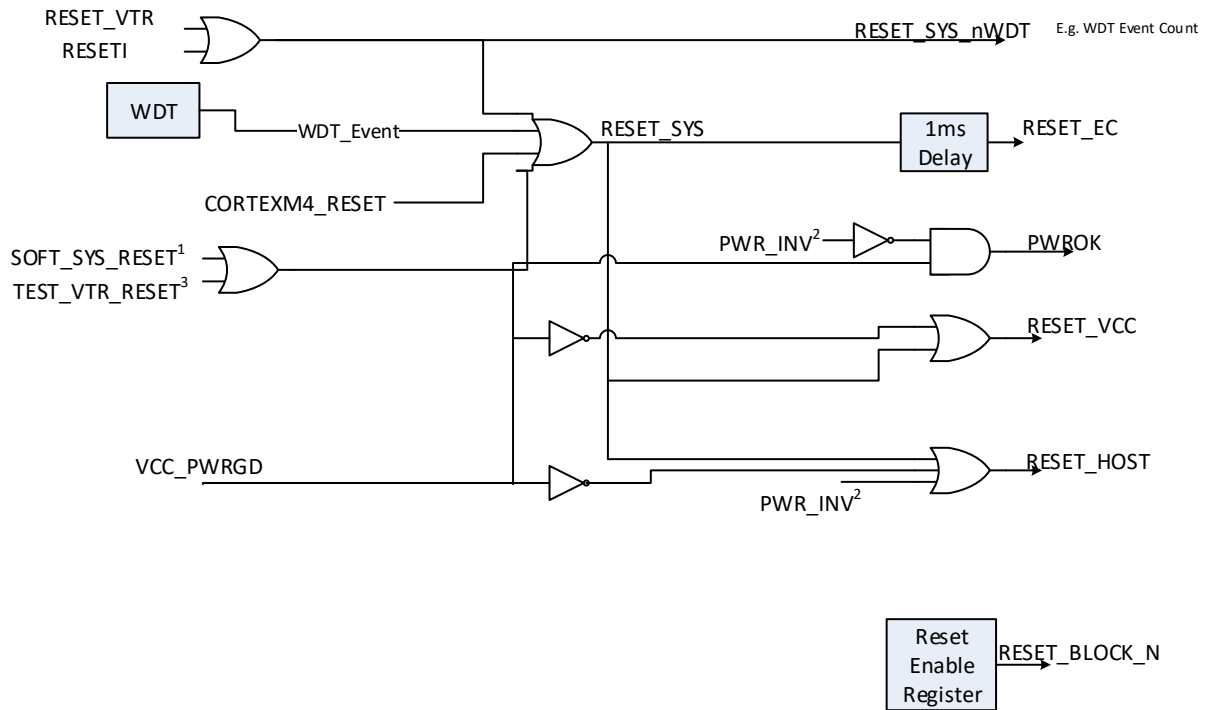 RESET_VTR
RESETI
RESET_SYS_nWDT
E.g. WDT Event Count
WDT
WDT_Event
RESET_SYS
1ms
Delay
RESET_EC
CORTEXM4_RESET
SOFT_SYS_RESET1
TEST_VTR_RESET3
PWR_INV2
PWROK
RESET_VCC
VCC_PWRGD
RESET_HOST
PWR_INV2
Reset
Enable
Register
RESET_BLOCK_N